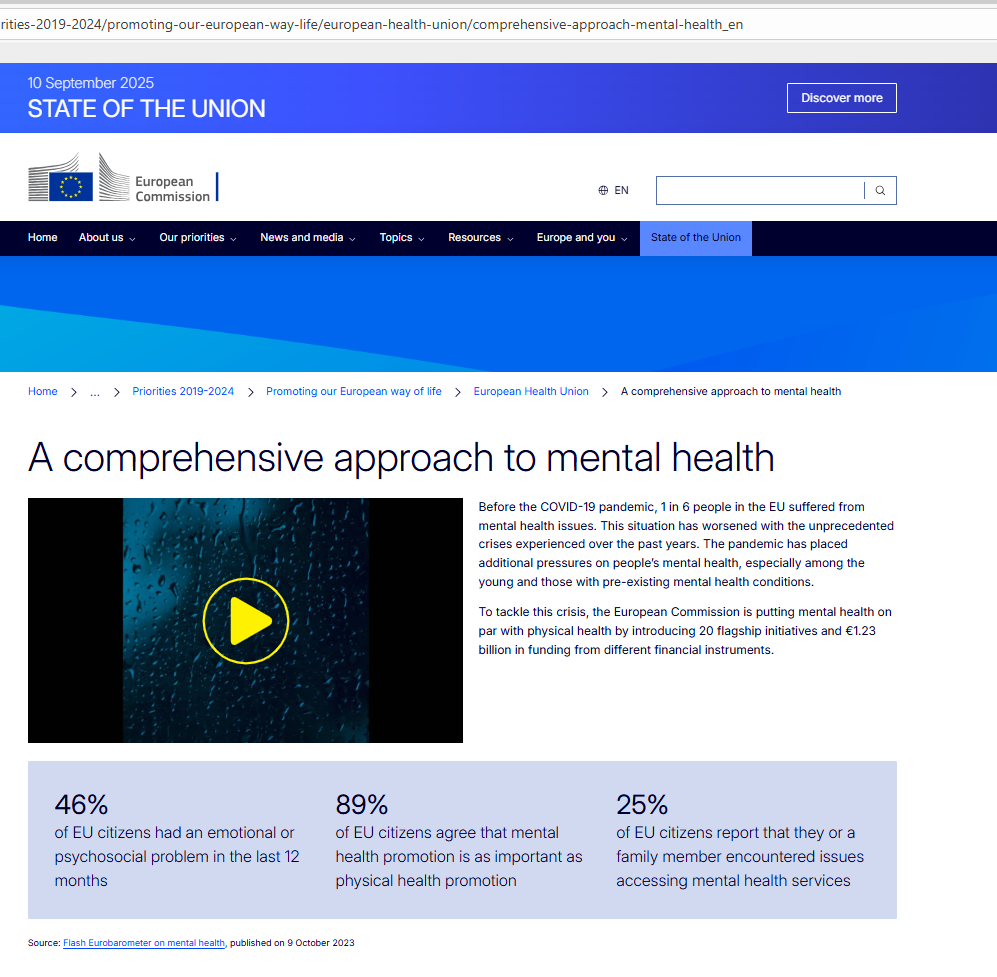 rities-2019-2024/promoting-our-european-way-life/european-health-union/comprehensive-approach-mental-health_en
10 September 2025
STATE OF THE UNION
Discover more
European
Commission
EN
Home About us Our priorities News and media Topics Resources Europe and you State of the Union
Home > ... > Priorities 2019-2024 > Promoting our European way of life > European Health Union > A comprehensive approach to mental health
A comprehensive approach to mental health
Before the COVID-19 pandemic, 1 in 6 people in the EU suffered from
mental health issues. This situation has worsened with the unprecedented
crises experienced over the past years. The pandemic has placed
additional pressures on people's mental health, especially among the
young and those with pre-existing mental health conditions.
To tackle this crisis, the European Commission is putting mental health on
par with physical health by introducing 20 flagship initiatives and €1.23
billion in funding from different financial instruments.
46%
of EU citizens had an emotional or
psychosocial problem in the last 12
months
89%
of EU citizens agree that mental
health promotion is as important as
physical health promotion
25%
of EU citizens report that they or a
family member encountered issues
accessing mental health services
Source: Flash Eurobarometer on mental health, published on 9 October 2023